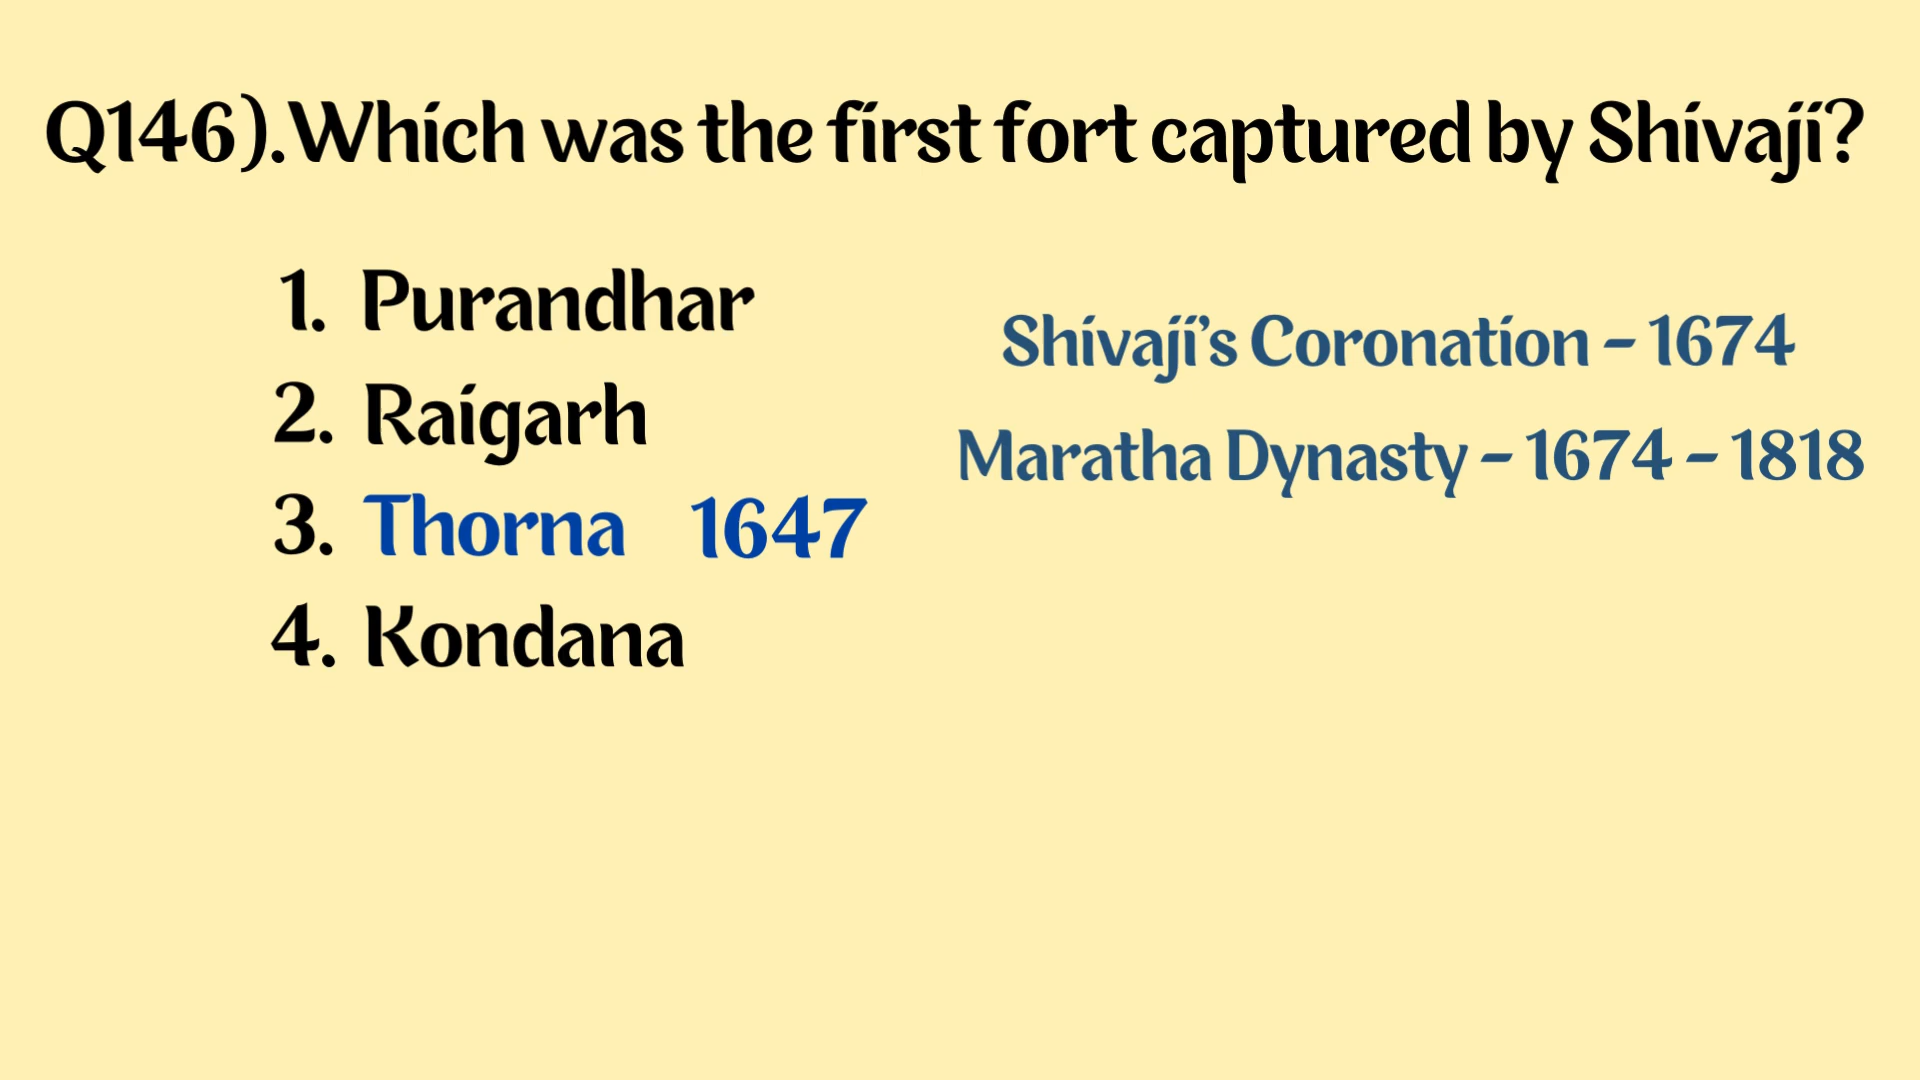 Q146).Which was the first fort captured by Shivaji?
1. Purandhar
2. Raigarh
3. Thorna 1647
4. Kondana
Shivaji’s Coronation - 1674
Maratha Dynasty - 1674 - 1818